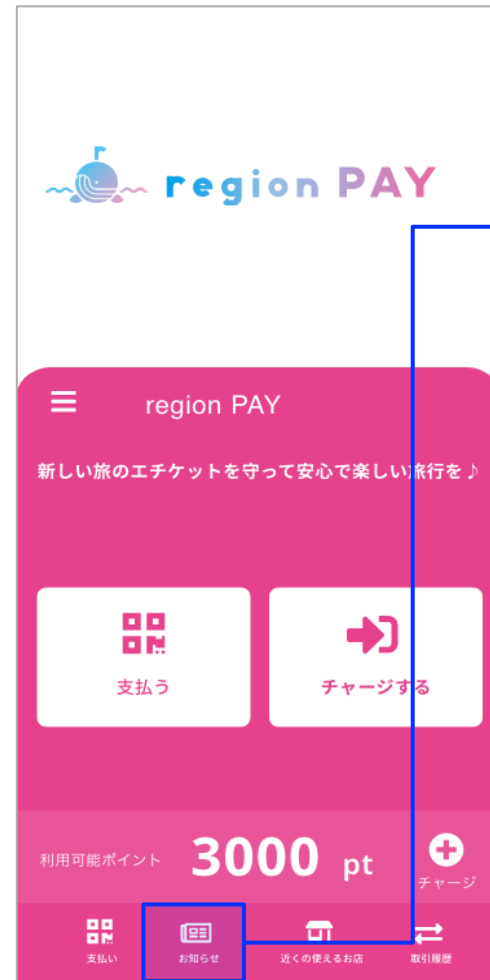 region PAY
region PAY
新しい旅のエチケットを守って安心で楽しい旅行を♪
支払う
チャージする
利用可能ポイント 3000 pt
チャージ
支払い お知らせ 近くの使えるお店 取引履歴